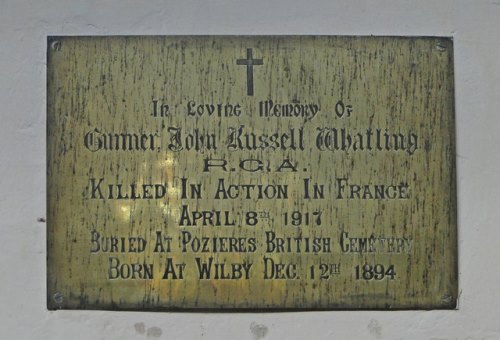 In Loving Memory Of
Gunner, John Russell Whatling.
R.G.A.
KILLED IN ACTION IN FRANCE
APRIL 8TH 1917
BURIED AT POZIERES BRITISH CEMETERY
BORN AT WILBY DEC. 12TH 1894